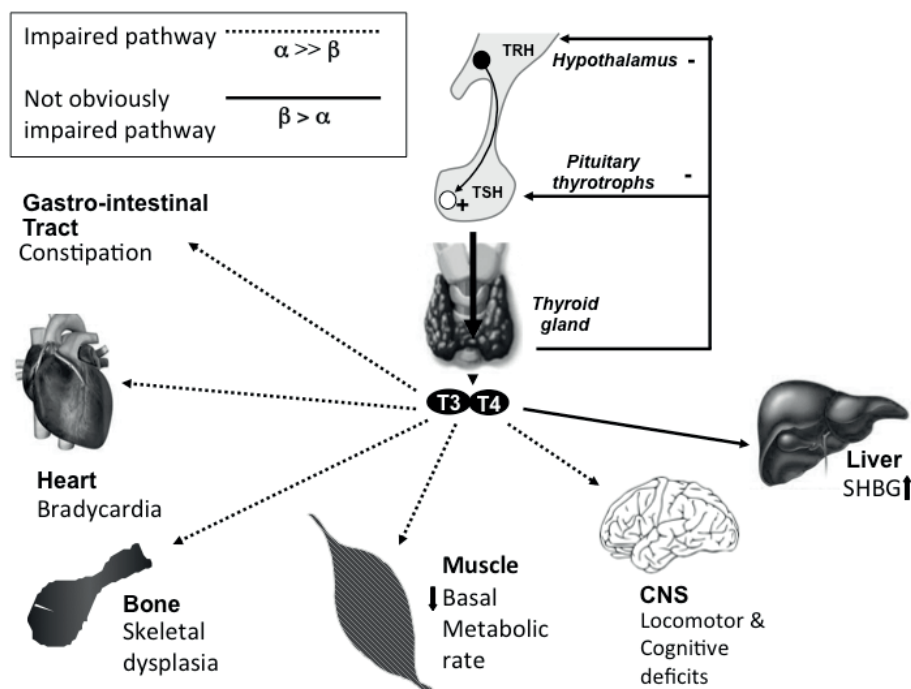 Impaired pathway
α >> β
Not obviously
impaired pathway
β > α
TRH
Hypothalamus -
Pituitary
thyrotrophs -
TSH
+
Thyroid
gland
Gastro-intestinal
Tract
Constipation
T3 T4
Heart
Bradycardia
Liver
SHBG
Bone
Skeletal
dysplasia
Muscle
Basal
Metabolic
rate
CNS
Locomotor &
Cognitive
deficits